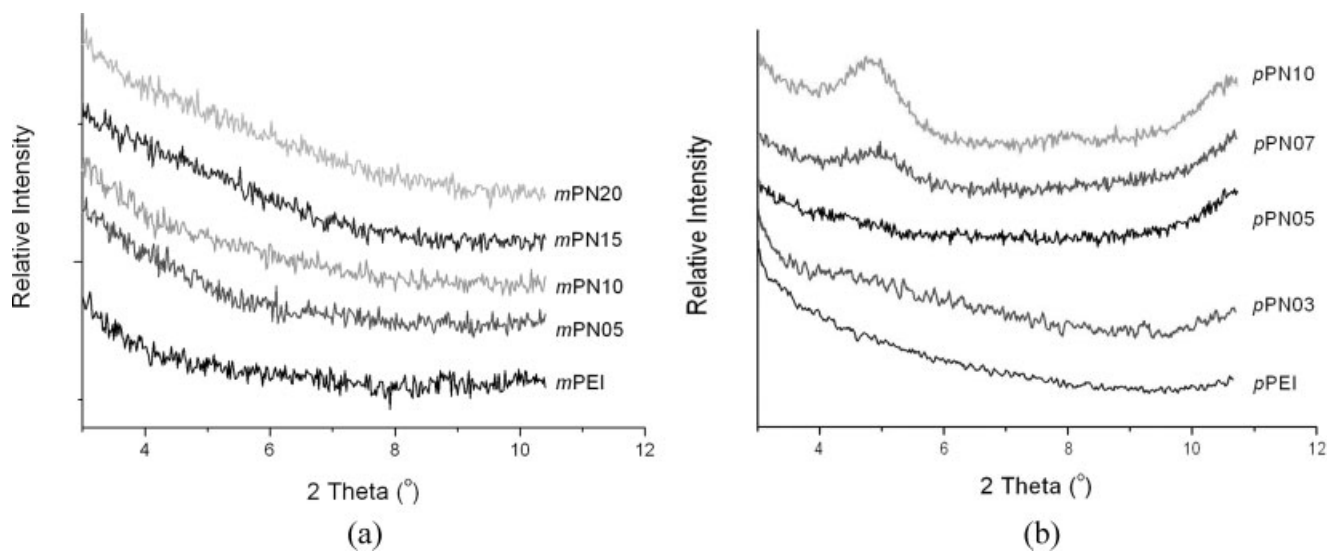 Relative Intensity
mPN20
mPN15
mPN10
mPN05
mPEI
4
6
8
10
12
2 Theta (°)
(a)
Relative Intensity
pPN10
pPN07
pPN05
pPN03
pPEI
4
6
8
10
12
2 Theta (°)
(b)